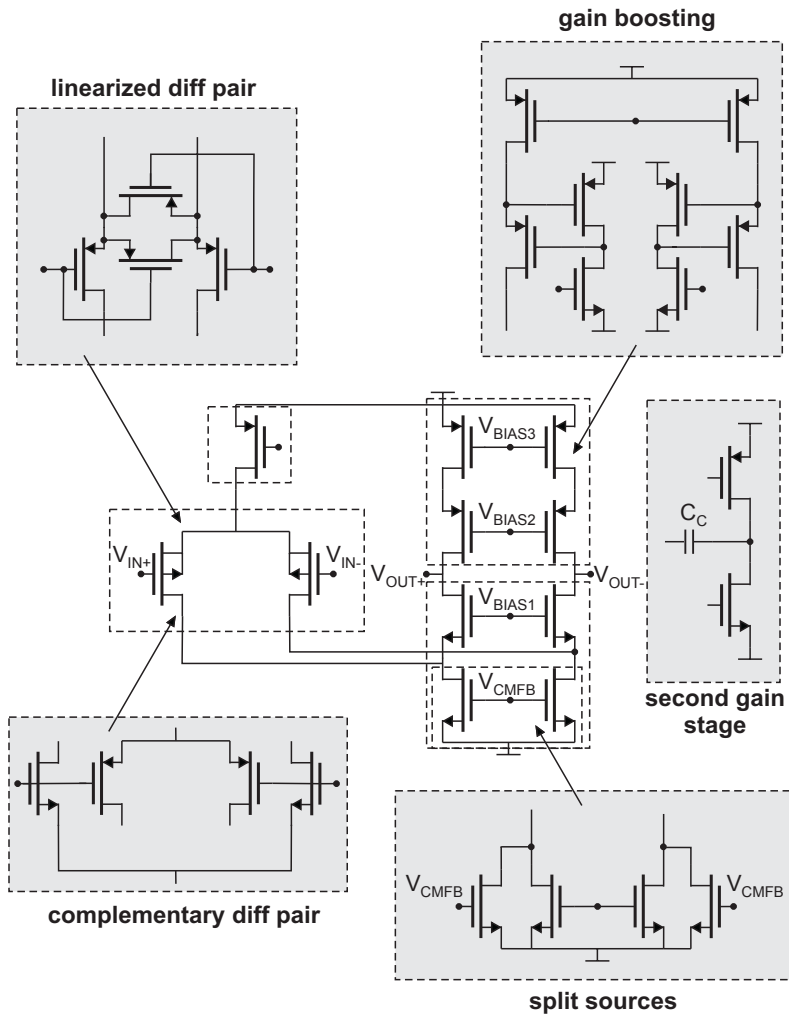 gain boosting
linearized diff pair
V_BIAS3
V_BIAS2
C_C
V_IN+
V_IN-
V_OUT+
V_OUT-
V_BIAS1
V_CMFB
second gain
stage
V_CMFB
V_CMFB
complementary diff pair
split sources